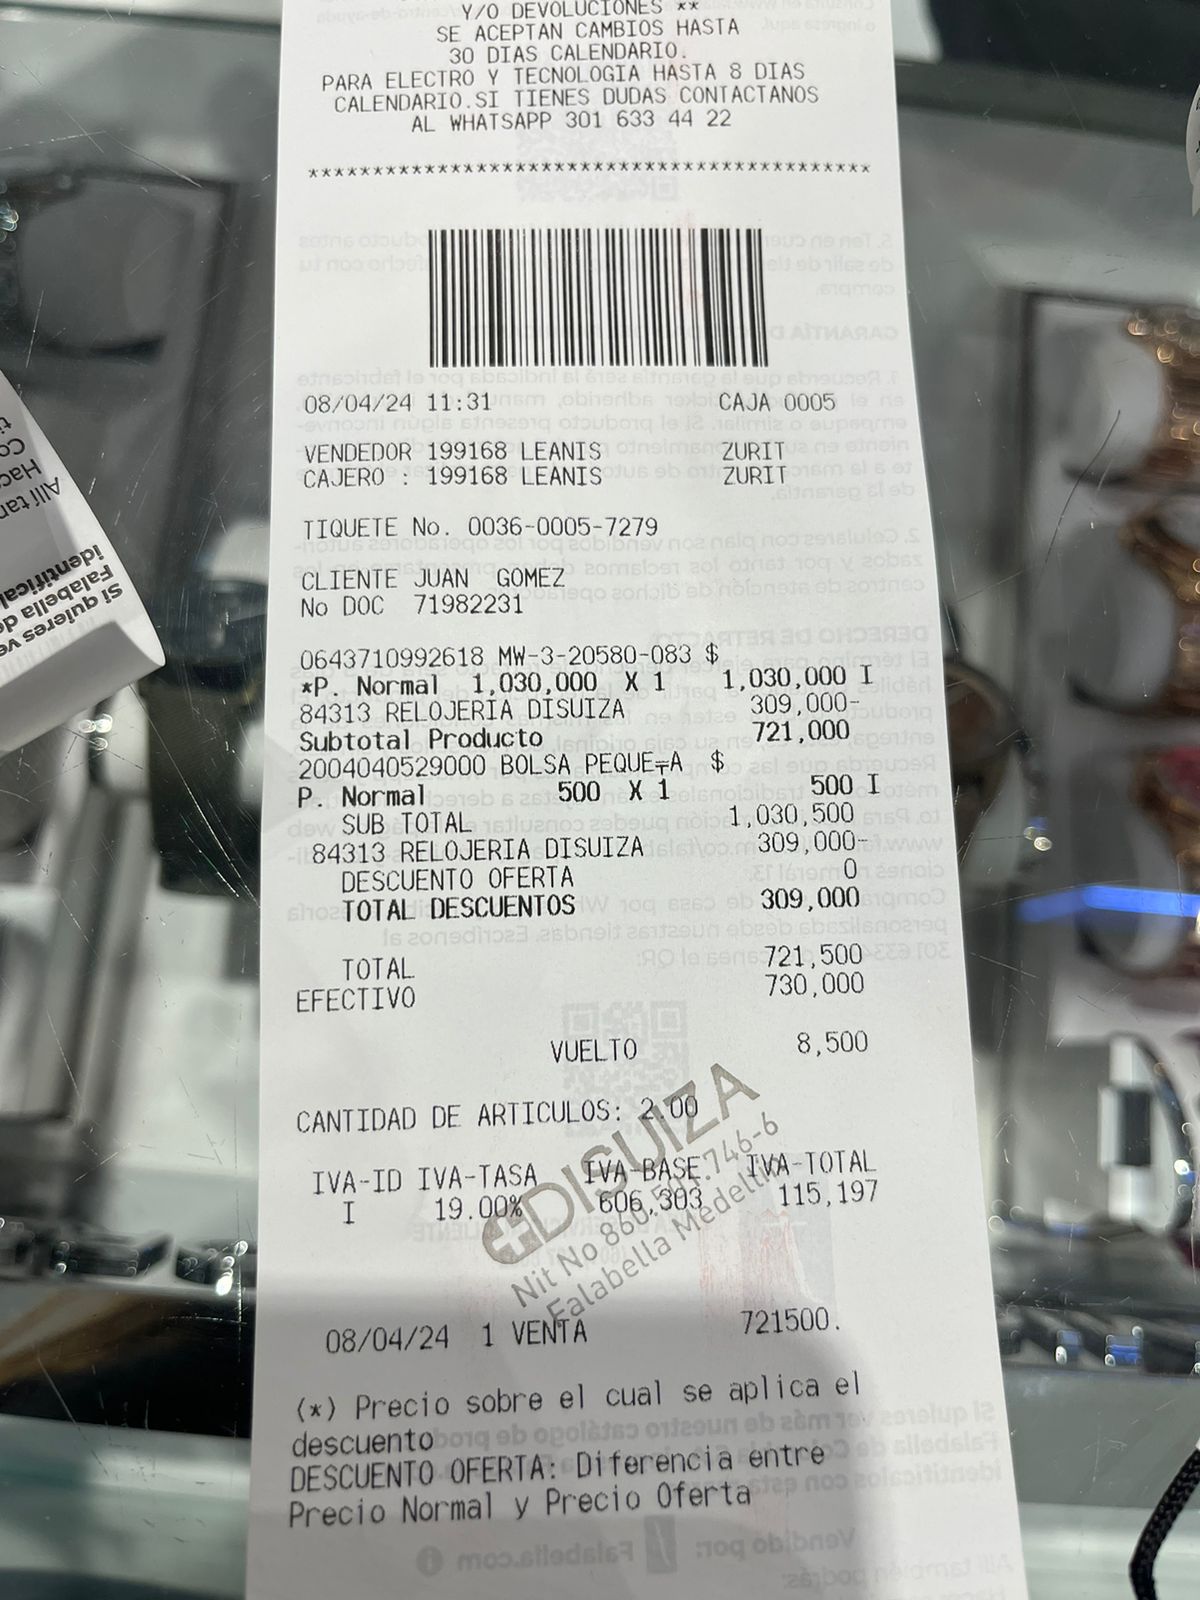 Y/O DEVOLUCIONES **
SE ACEPTAN CAMBIOS HASTA
30 DIAS CALENDARIO.
PARA ELECTRO Y TECNOLOGIA HASTA 8 DIAS
CALENDARIO.SI TIENES DUDAS CONTACTANOS
AL WHATSAPP 301 633 44 22
*******************************************
08/04/24 11:31 CAJA 0005
VENDEDOR 199168 LEANIS ZURIT
CAJERO : 199168 LEANIS ZURIT
TIQUETE No. 0036-0005-7279
CLIENTE JUAN GOMEZ
No DOC 71982231
0643710992618 MW-3-20580-083 $
*P. Normal 1,030,000 X 1 1,030,000 I
84313 RELOJERIA DISUIZA 309,000-
Subtotal Producto 721,000
2004040529000 BOLSA PEQUE╤A $
P. Normal 500 X 1 500 I
SUB TOTAL 1,030,500
84313 RELOJERIA DISUIZA 309,000-
DESCUENTO OFERTA 0
TOTAL DESCUENTOS 309,000
TOTAL 721,500
EFECTIVO 730,000
VUELTO 8,500
CANTIDAD DE ARTICULOS: 2.00
IVA-ID IVA-TASA IVA-BASE IVA-TOTAL
I 19.00% 606,303 115,197
DISUIZA
Nit No
Falabella Medellin
08/04/24 1 VENTA 721500.
(*) Precio sobre el cual se aplica el
descuento
DESCUENTO OFERTA: Diferencia entre
Precio Normal y Precio Oferta
Si quieres
Falabella de
Allí